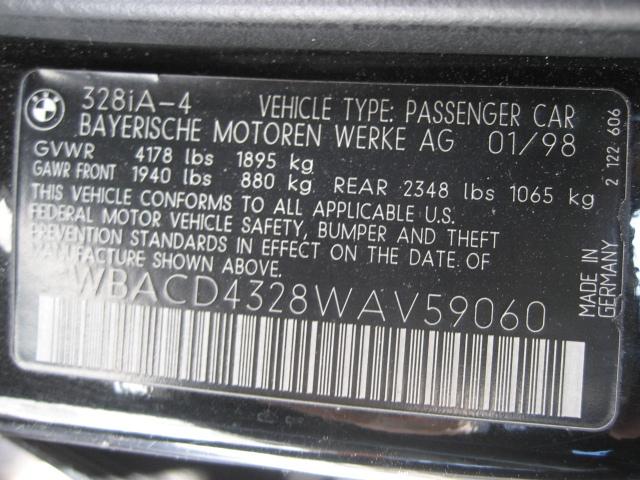 BMW
328iA-4 VEHICLE TYPE: PASSENGER CAR
BAYERISCHE MOTOREN WERKE AG 01/98
GVWR 4178 lbs 1895 kg
GAWR FRONT 1940 lbs 880 kg REAR 2348 lbs 1065 kg
THIS VEHICLE CONFORMS TO ALL APPLICABLE U.S.
FEDERAL MOTOR VEHICLE SAFETY, BUMPER AND THEFT
PREVENTION STANDARDS IN EFFECT ON THE DATE OF
MANUFACTURE SHOWN ABOVE.
WBACD4328WAV59060
MADE IN
GERMANY
2 122 606